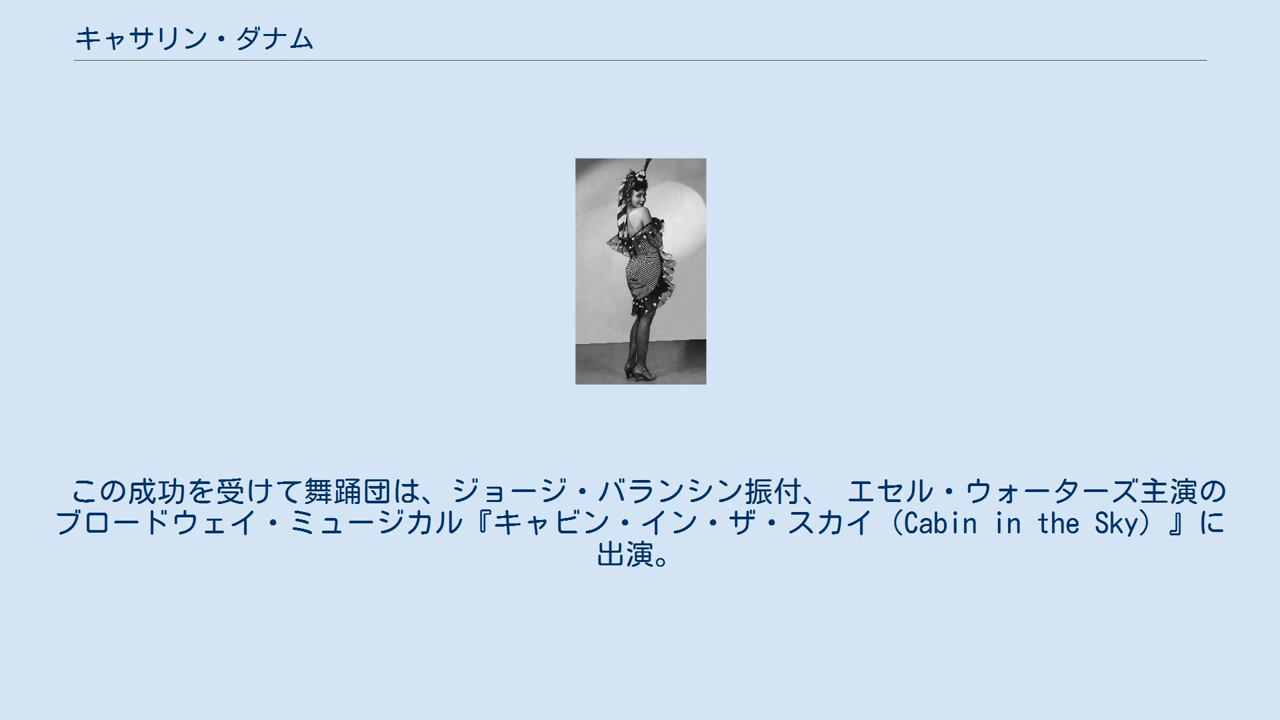 キャサリン・ダナム
この成功を受けて舞踊団は、ジョージ・バランシン振付、 エセル・ウォーターズ主演の
ブロードウェイ・ミュージカル『キャビン・イン・ザ・スカイ（Cabin in the Sky）』に
出演。